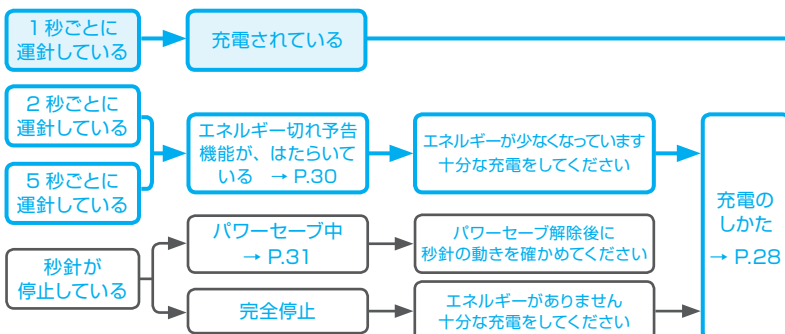 1 秒ごとに
運針している
充電されている
2 秒ごとに
運針している
5 秒ごとに
運針している
エネルギー切れ予告
機能が、はたらいて
いる → P.30
エネルギーが少なくなっています
十分な充電をしてください
秒針が
停止している
パワーセーブ中
→ P.31
パワーセーブ解除後に
秒針の動きを確かめてください
完全停止
エネルギーがありません
十分な充電をしてください
充電の
しかた
→ P.28